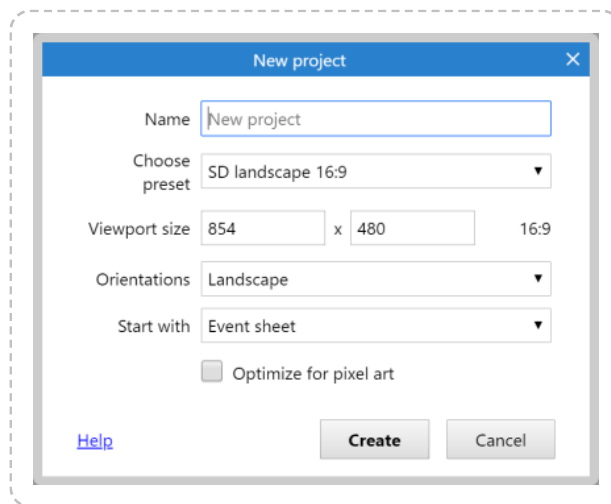 New project ×
Name New project
Choose
preset SD landscape 16:9
Viewport size 854 x 480 16:9
Orientations Landscape
Start with Event sheet
Optimize for pixel art
Help Create Cancel